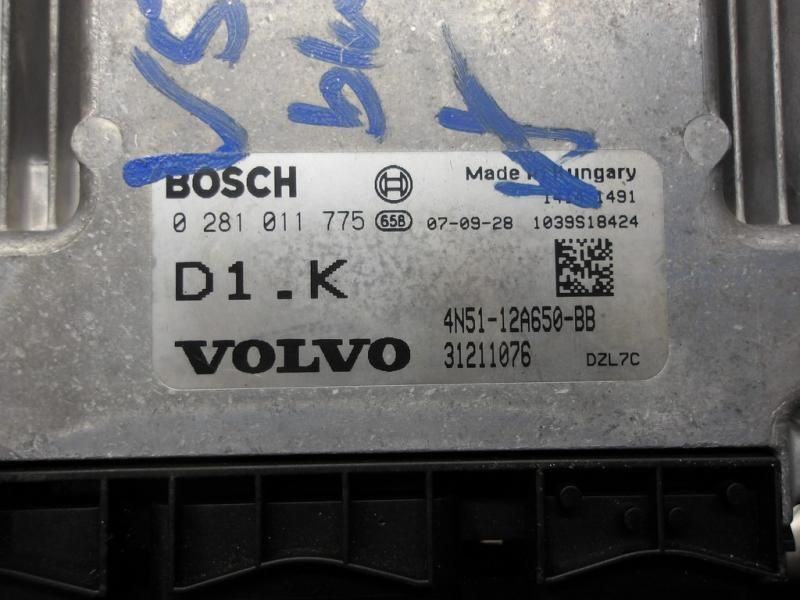 V5
BOSCH
Made in Hungary
0 281 011 775 658 07-09-28 1039S18424
D1.K
4N51-12A650-BB
VOLVO
31211076
DZL7C